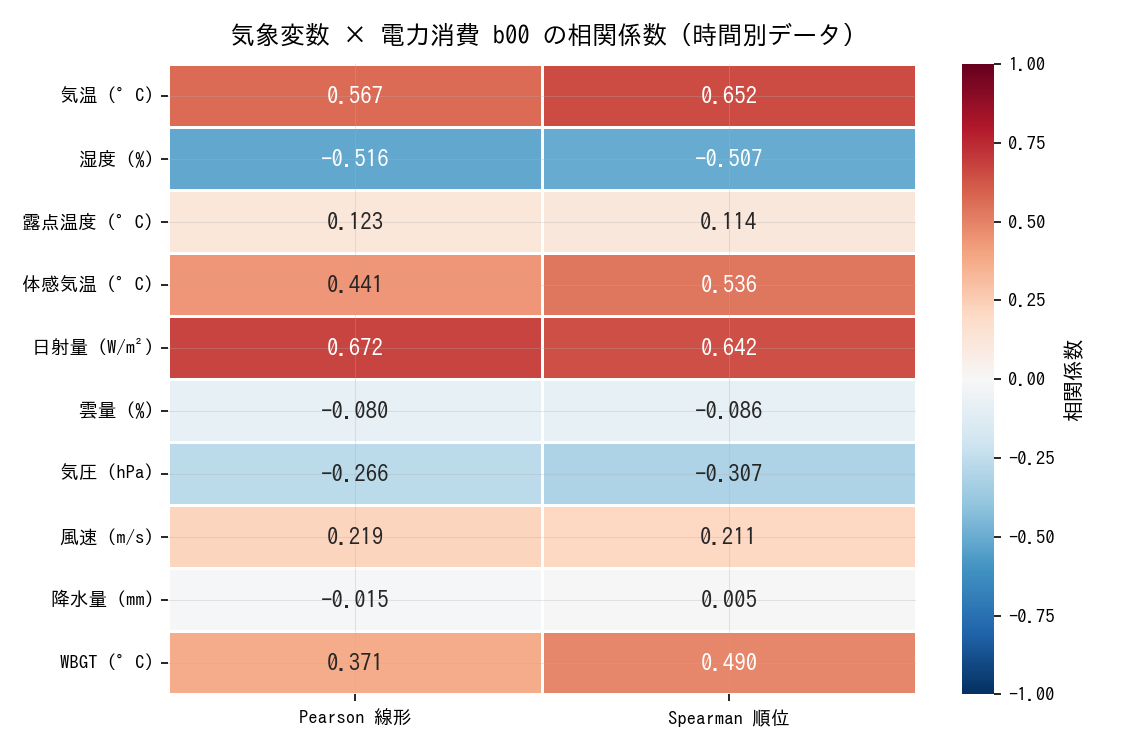 気象変数 × 電力消費 b00 の相関係数 (時間別データ)
気温 (°C) 0.567 0.652
湿度 (%) −0.516 −0.507
露点温度 (°C) 0.123 0.114
体感気温 (°C) 0.441 0.536
日射量 (W/m²) 0.672 0.642
雲量 (%) −0.080 −0.086
気圧 (hPa) −0.266 −0.307
風速 (m/s) 0.219 0.211
降水量 (mm) −0.015 0.005
WBGT (°C) 0.371 0.490
Pearson 線形 Spearman 順位
1.00
0.75
0.50
0.25
0.00
−0.25
−0.50
−0.75
−1.00
相関係数